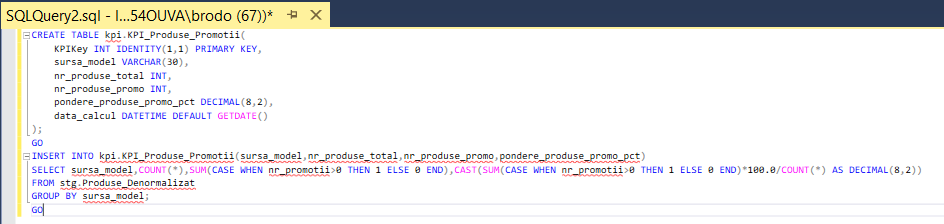 SQLQuery2.sql - I...54OUVA\brodo (67))*
CREATE TABLE kpi.KPI_Produse_Promotii(
    KPIKey INT IDENTITY(1,1) PRIMARY KEY,
    sursa_model VARCHAR(30),
    nr_produse_total INT,
    nr_produse_promo INT,
    pondere_produse_promo_pct DECIMAL(8,2),
    data_calcul DATETIME DEFAULT GETDATE()
);
GO
INSERT INTO kpi.KPI_Produse_Promotii(sursa_model,nr_produse_total,nr_produse_promo,pondere_produse_promo_pct)
SELECT sursa_model,COUNT(*),SUM(CASE WHEN nr_promotii>0 THEN 1 ELSE 0 END),CAST(SUM(CASE WHEN nr_promotii>0 THEN 1 ELSE 0 END)*100.0/COUNT(*) AS DECIMAL(8,2))
FROM stg.Produse_Denormalizat
GROUP BY sursa_model;
GO